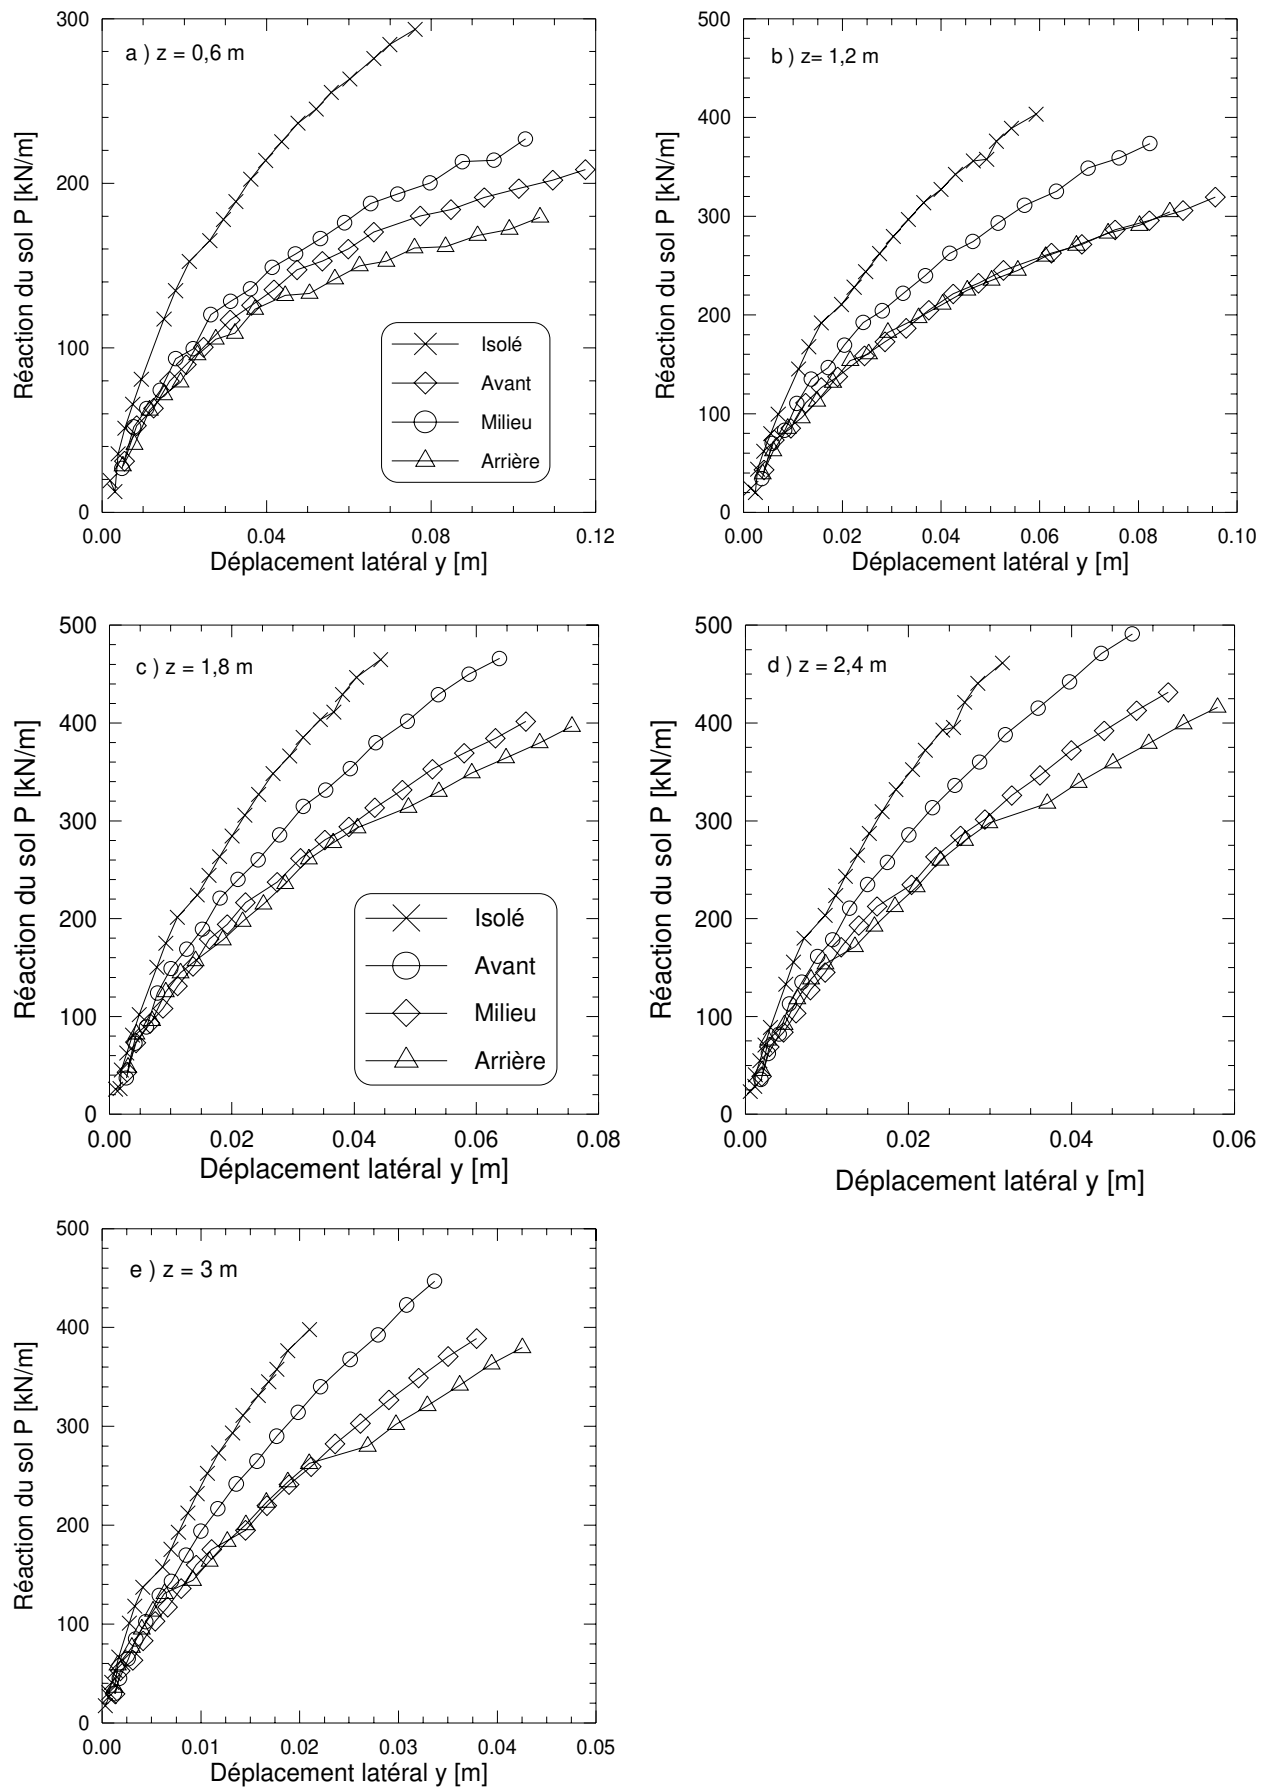 a ) z = 0,6 m
Réaction du sol P [kN/m]
300
200
100
0
0.00 0.04 0.08 0.12
Déplacement latéral y [m]
Isolé
Avant
Milieu
Arrière
b ) z= 1,2 m
Réaction du sol P [kN/m]
500
400
300
200
100
0
0.00 0.02 0.04 0.06 0.08 0.10
Déplacement latéral y [m]
c ) z = 1,8 m
Réaction du sol P [kN/m]
500
400
300
200
100
0
0.00 0.02 0.04 0.06 0.08
Déplacement latéral y [m]
Isolé
Avant
Milieu
Arrière
d ) z = 2,4 m
Réaction du sol P [kN/m]
500
400
300
200
100
0
0.00 0.02 0.04 0.06
Déplacement latéral y [m]
e ) z = 3 m
Réaction du sol P [kN/m]
500
400
300
200
100
0
0.00 0.01 0.02 0.03 0.04 0.05
Déplacement latéral y [m]